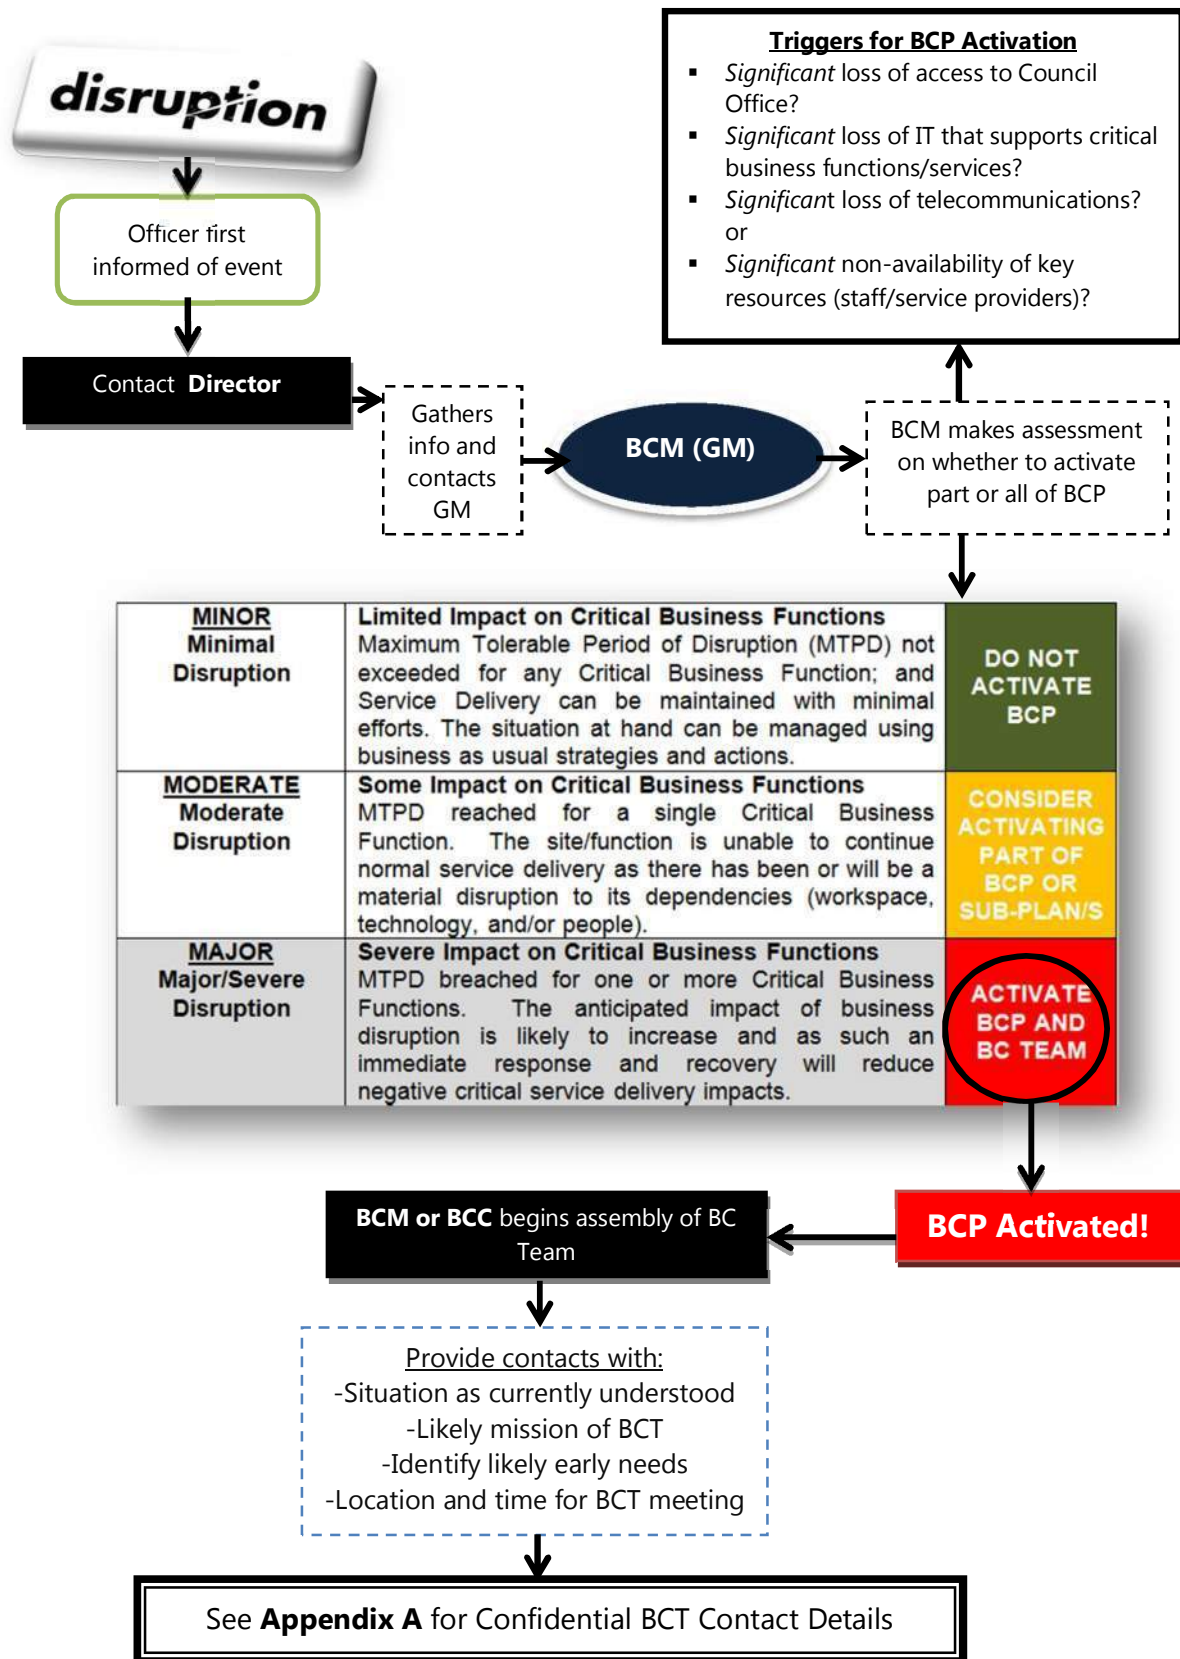 disruption
Officer first
informed of event
Contact Director
Gathers
info and
contacts
GM
BCM (GM)
BCM makes assessment
on whether to activate
part or all of BCP
Triggers for BCP Activation
▪ Significant loss of access to Council
Office?
▪ Significant loss of IT that supports critical
business functions/services?
▪ Significant loss of telecommunications?
or
▪ Significant non-availability of key
resources (staff/service providers)?
MINOR
Minimal
Disruption
Limited Impact on Critical Business Functions
Maximum Tolerable Period of Disruption (MTPD) not
exceeded for any Critical Business Function; and
Service Delivery can be maintained with minimal
efforts. The situation at hand can be managed using
business as usual strategies and actions.
DO NOT
ACTIVATE
BCP
MODERATE
Moderate
Disruption
Some Impact on Critical Business Functions
MTPD reached for a single Critical Business
Function. The site/function is unable to continue
normal service delivery as there has been or will be a
material disruption to its dependencies (workspace,
technology, and/or people).
CONSIDER
ACTIVATING
PART OF
BCP OR
SUB-PLAN/S
MAJOR
Major/Severe
Disruption
Severe Impact on Critical Business Functions
MTPD breached for one or more Critical Business
Functions. The anticipated impact of business
disruption is likely to increase and as such an
immediate response and recovery will reduce
negative critical service delivery impacts.
ACTIVATE
BCP AND
BC TEAM
BCP Activated!
BCM or BCC begins assembly of BC
Team
Provide contacts with:
-Situation as currently understood
-Likely mission of BCT
-Identify likely early needs
-Location and time for BCT meeting
See Appendix A for Confidential BCT Contact Details